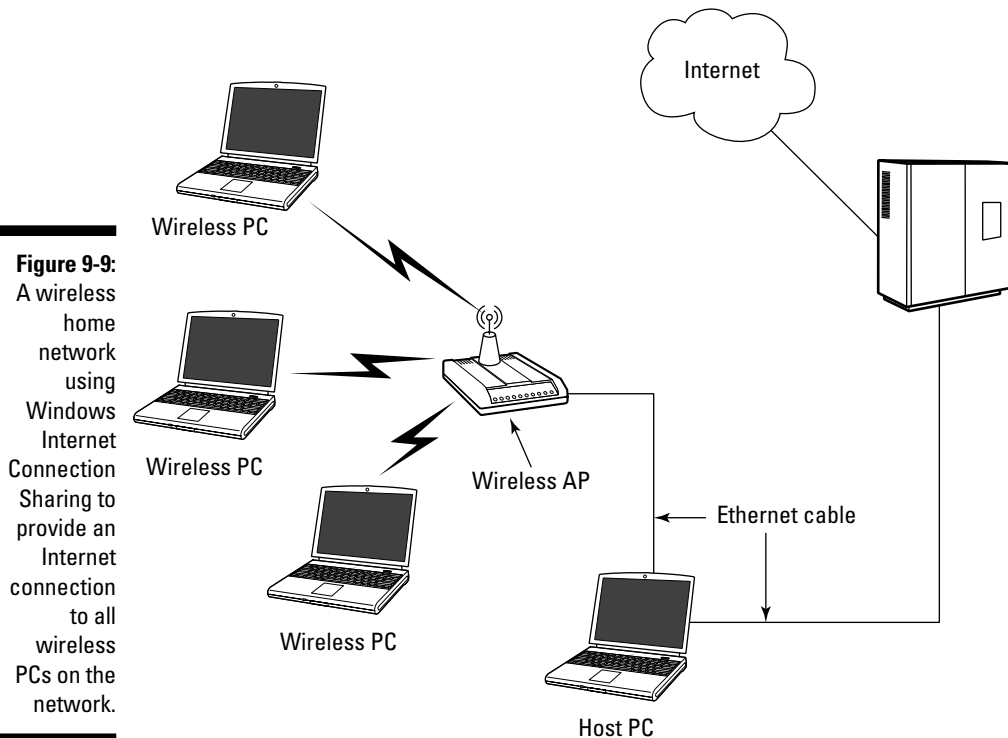 Internet
Wireless PC
Figure 9-9:
A wireless
home
network
using
Windows
Internet
Connection
Sharing to
provide an
Internet
connection
to all
wireless
PCs on the
network.
Wireless PC
Wireless AP
Ethernet cable
Wireless PC
Host PC